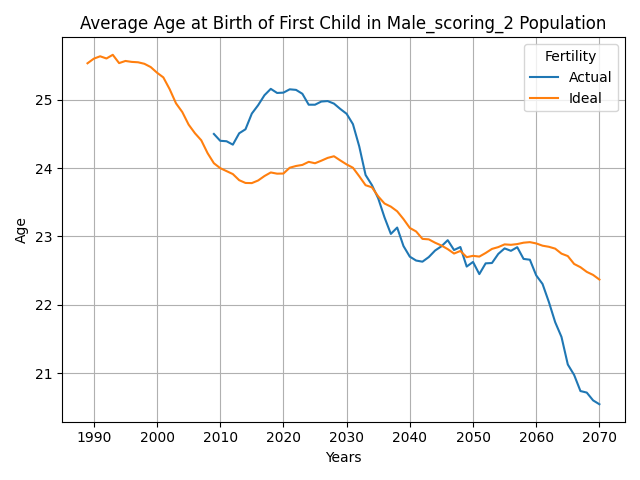 Average Age at Birth of First Child in Male_scoring_2 Population
Fertility
Actual
Ideal
Age
25
24
23
22
21
1990 2000 2010 2020 2030 2040 2050 2060 2070
Years